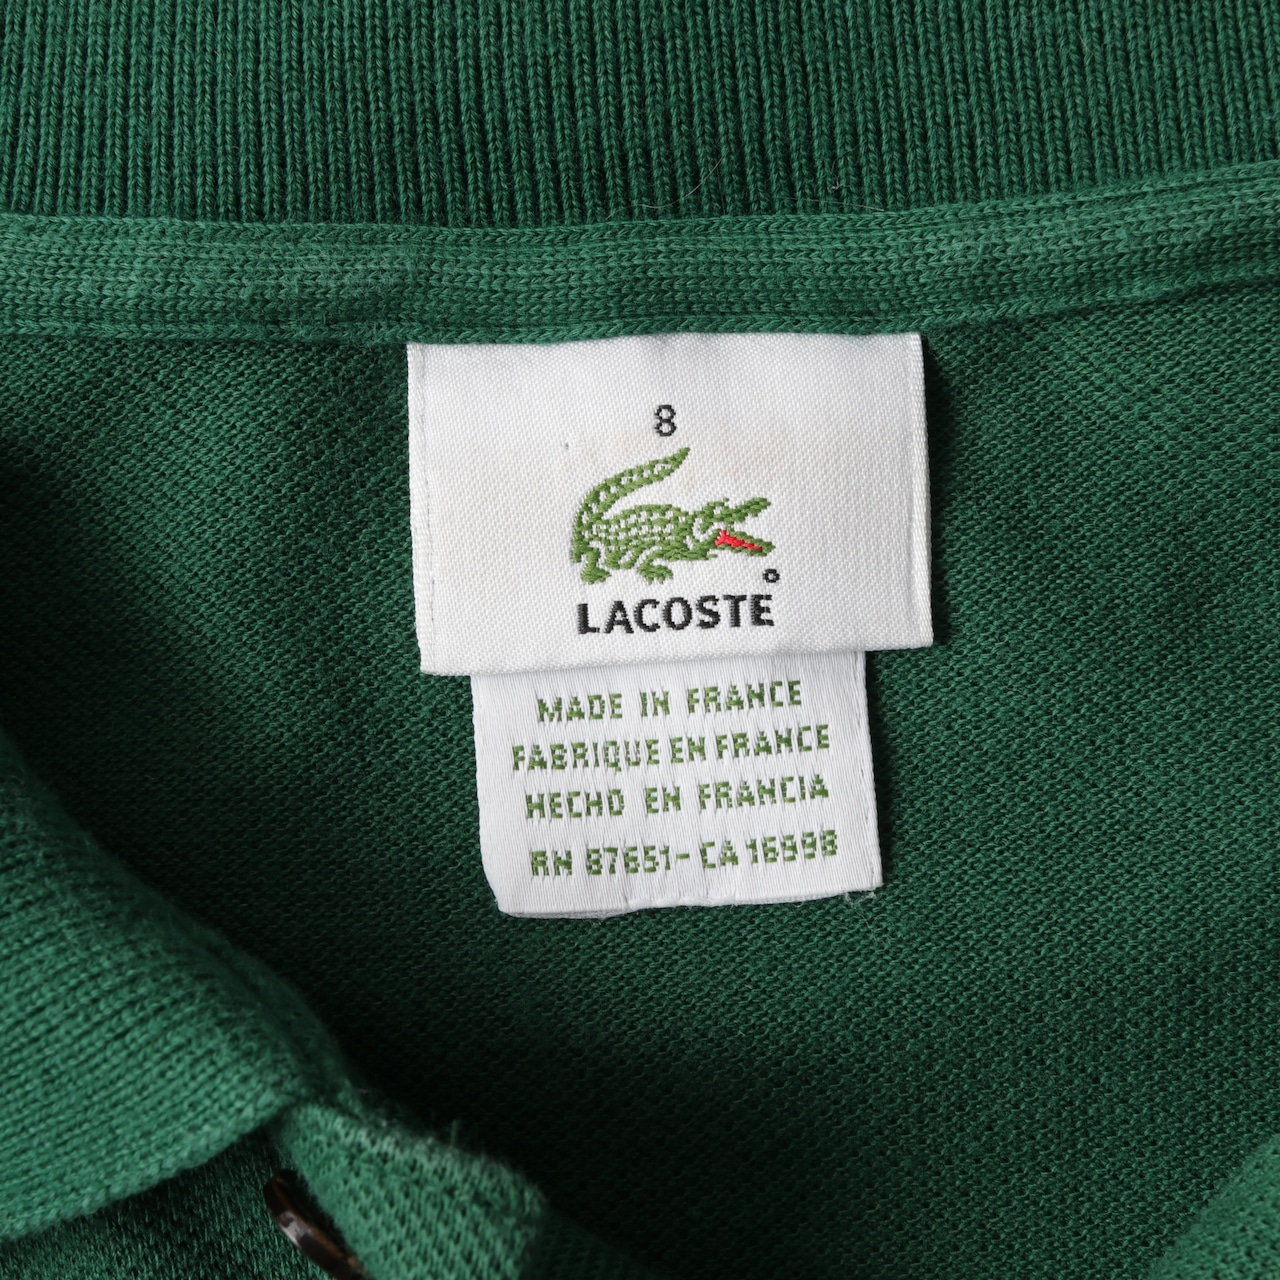 8
LACOSTE
MADE IN FRANCE
FABRIQUE EN FRANCE
HECHO EN FRANCIA
RN 87651- CA 16998